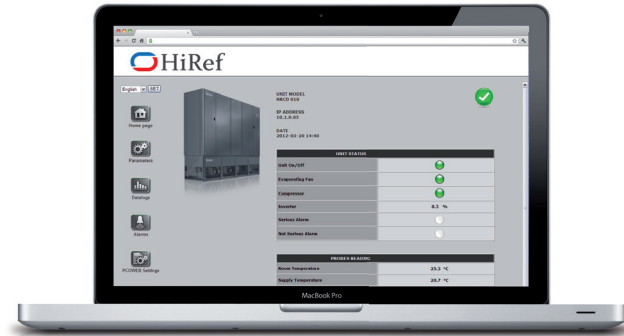 HiRef
English SET
UNIT MODEL
NRCD 010
IP ADDRESS
10.1.0.85
DATE
2012-03-20 14:40
Home page
Parameters
Datalogs
Alarms
PCOWEB Settings
UNIT STATUS
Unit On/Off
Evaporating Fan
Compressor
Inverter 8.3 %
Serious Alarm
Not Serious Alarm
PROBES READING
Room Temperature 25.3 °C
Supply Temperature 20.7 °C
MacBook Pro